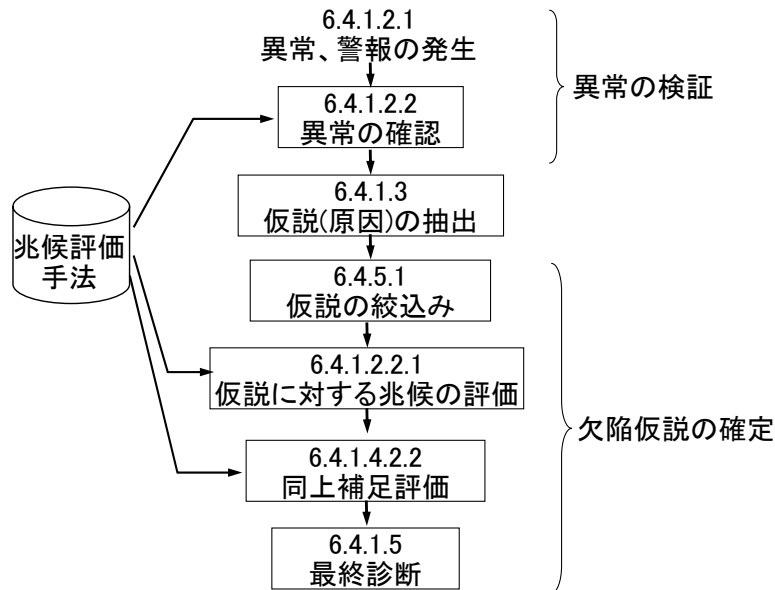 6.4.1.2.1
異常、警報の発生
6.4.1.2.2
異常の確認
異常の検証
6.4.1.3
仮説(原因)の抽出
兆候評価
手法
6.4.5.1
仮説の絞込み
6.4.1.2.2.1
仮説に対する兆候の評価
欠陥仮説の確定
6.4.1.4.2.2
同上補足評価
6.4.1.5
最終診断